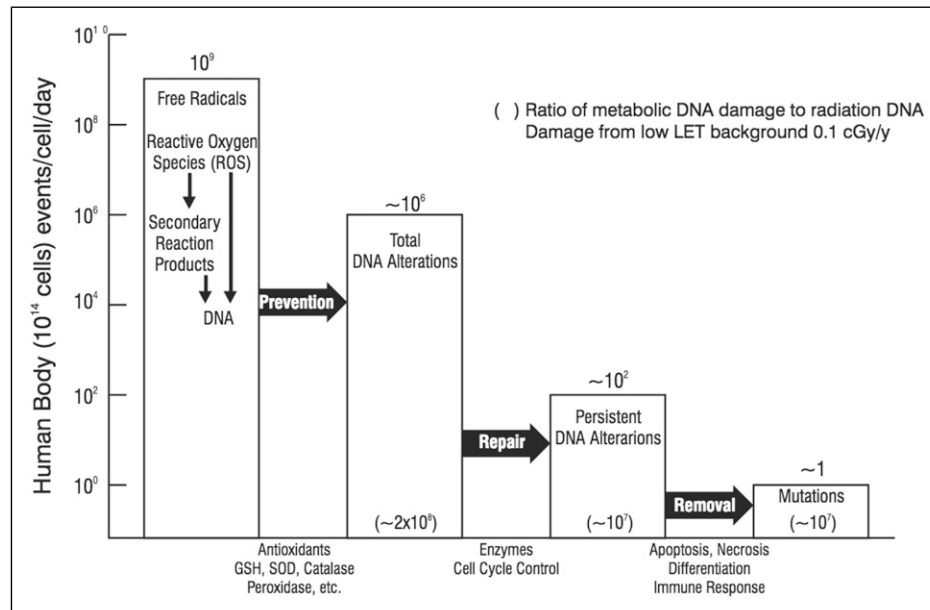 Human Body (10¹⁴ cells) events/cell/day
10¹⁰
10⁸
10⁶
10⁴
10²
10⁰
10⁹
Free Radicals
Reactive Oxygen
Species (ROS)
Secondary
Reaction
Products
DNA
( ) Ratio of metabolic DNA damage to radiation DNA
Damage from low LET background 0.1 cGy/y
Prevention
~10⁶
Total
DNA Alterations
(~2x10⁸)
Repair
~10²
Persistent
DNA Alterarions
(~10⁷)
Removal
~1
Mutations
(~10⁷)
Antioxidants
GSH, SOD, Catalase
Peroxidase, etc.
Enzymes
Cell Cycle Control
Apoptosis, Necrosis
Differentiation
Immune Response